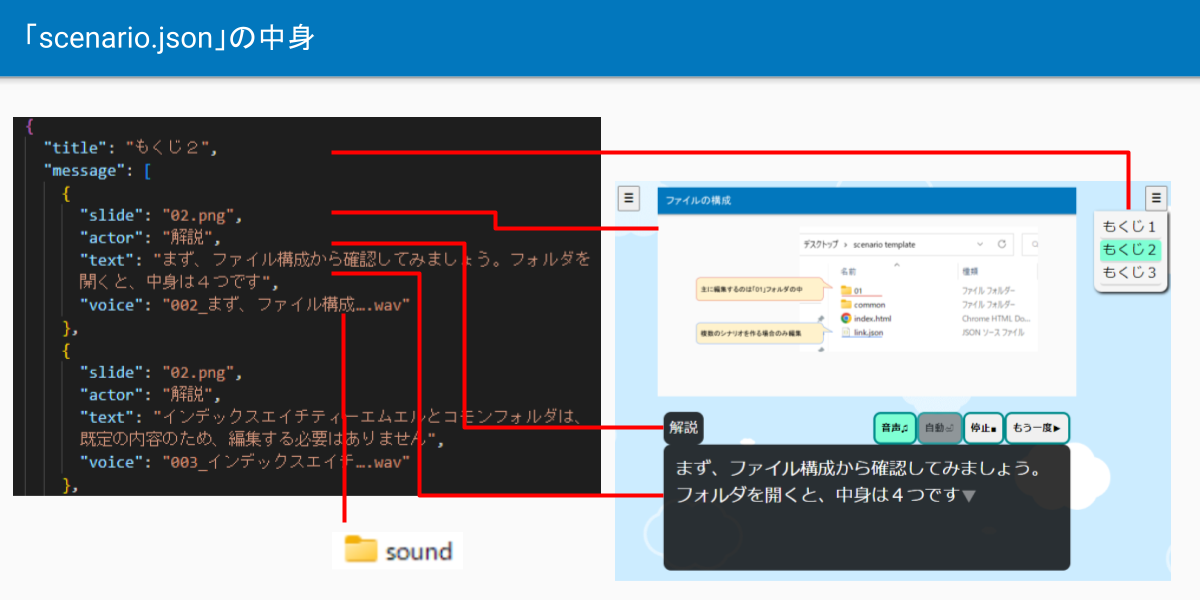 「scenario.json」の中身
{
"title": "もくじ２",
"message": [
{
"slide": "02.png",
"actor": "解説",
"text": "まず、ファイル構成から確認してみましょう。フォルダを
開くと、中身は４つです",
"voice": "002_まず、ファイル構成….wav"
},
{
"slide": "02.png",
"actor": "解説",
"text": "インデックスエイチティーエムエルとコモンフォルダは、
既定の内容のため、編集する必要はありません",
"voice": "003_インデックスエイチ….wav"
},
sound
☰
ファイルの構成
☰
もくじ１
もくじ２
もくじ３
デスクトップ › scenario template
名前 種類
主に編集するのは「01」フォルダの中
01 ファイル フォルダー
common ファイル フォルダー
index.html Chrome HTML Do...
複数のシナリオを作る場合のみ編集
link.json JSON ソース ファイル
解説
音声♫ 自動 停止■ もう一度▶
まず、ファイル構成から確認してみましょう。
フォルダを開くと、中身は４つです▼